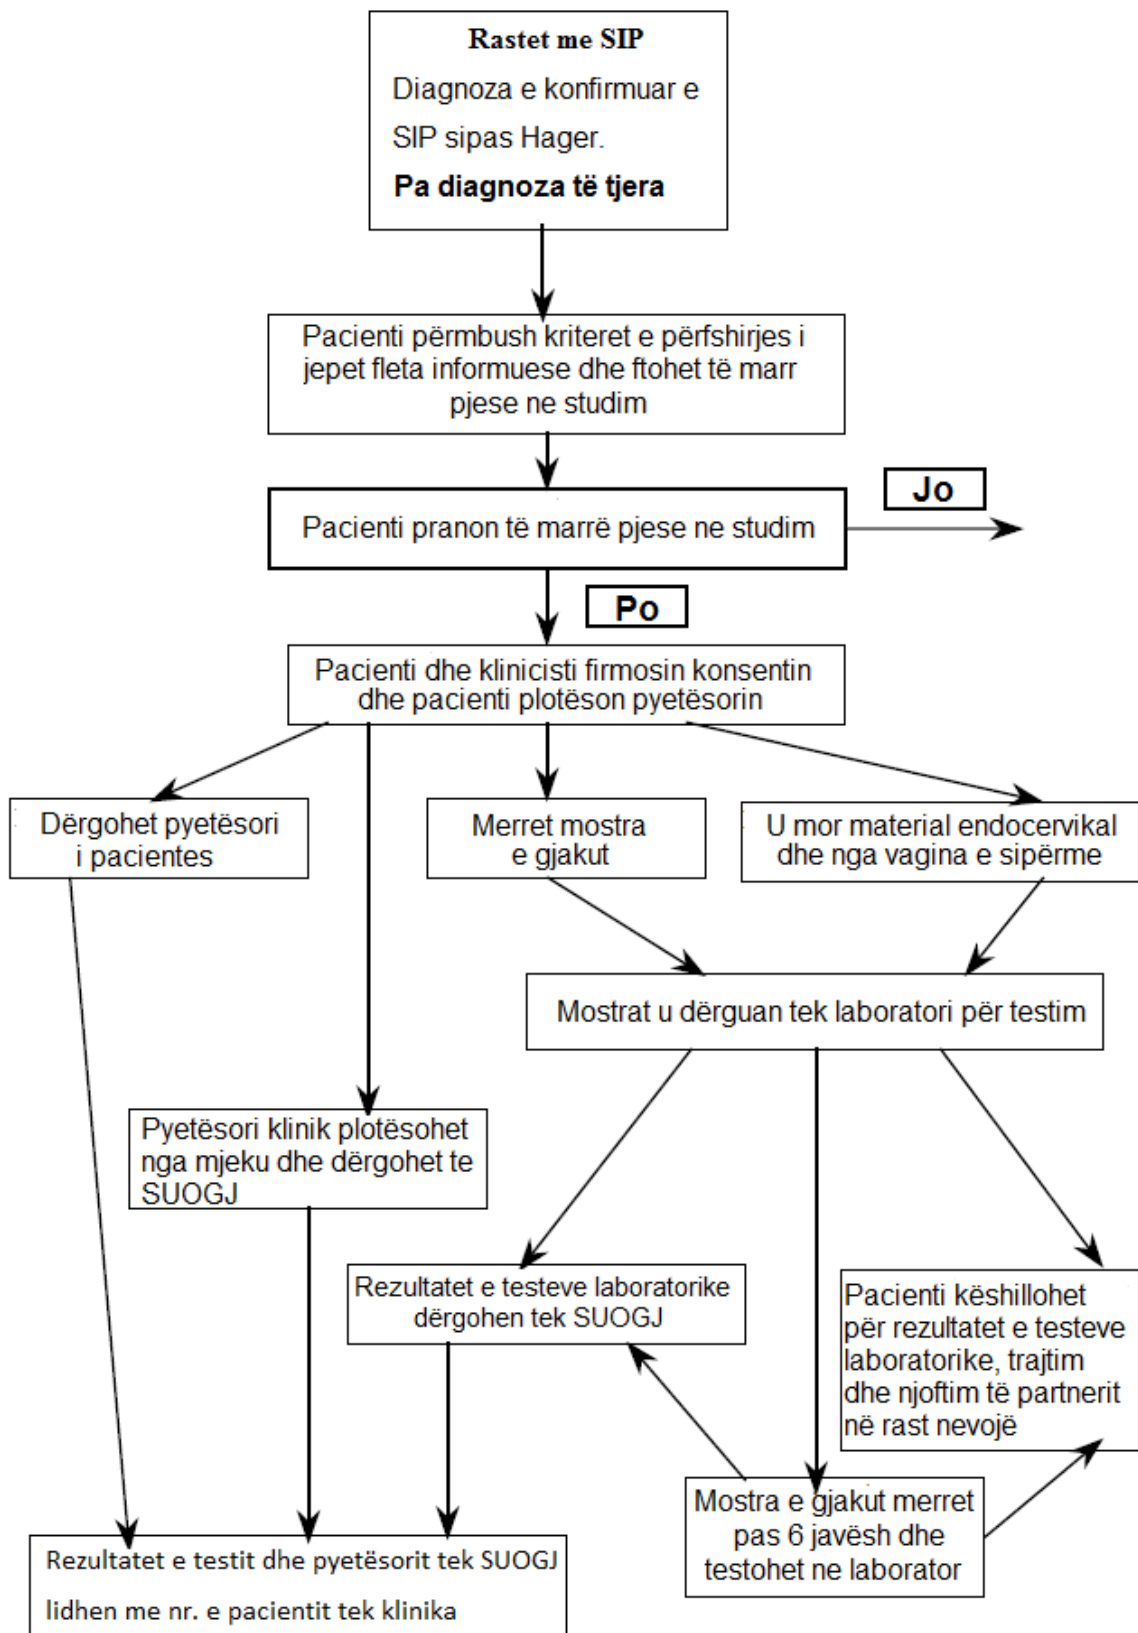 Rastet me SIP
Diagnoza e konfirmuar e
SIP sipas Hager.
Pa diagnoza të tjera
Pacienti përmbush kriteret e përfshirjes i
jepet fleta informuese dhe ftohet të marr
pjese ne studim
Jo
Pacienti pranon të marrë pjese ne studim
Po
Pacienti dhe klinicisti firmosin konsentin
dhe pacienti plotëson pyetësorin
Dërgohet pyetësori
i pacientes
Merret mostra
e gjakut
U mor material endocervikal
dhe nga vagina e sipërme
Mostrat u dërguan tek laboratori për testim
Pyetësori klinik plotësohet
nga mjeku dhe dërgohet te
SUOGJ
Rezultatet e testeve laboratorike
dërgohen tek SUOGJ
Pacienti këshillohet
për rezultatet e testeve
laboratorike, trajtim
dhe njoftim të partnerit
në rast nevojë
Mostra e gjakut merret
pas 6 javësh dhe
testohet ne laborator
Rezultatet e testit dhe pyetësorit tek SUOGJ
lidhen me nr. e pacientit tek klinika